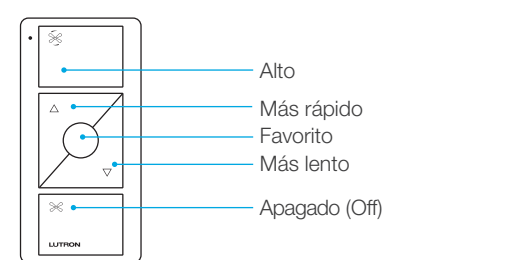 Alto
Más rápido
Favorito
Más lento
Apagado (Off)
LUTRON